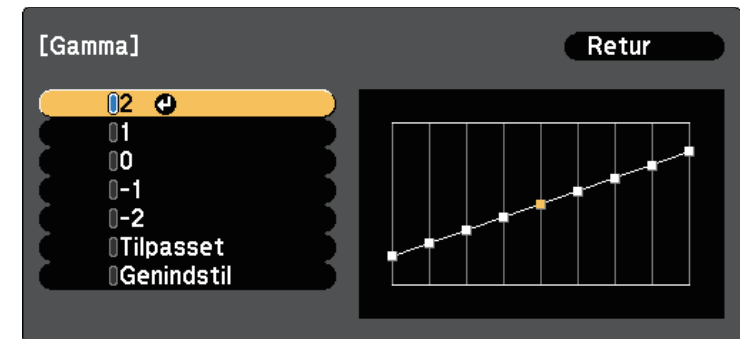 [Gamma]
Retur
2
1
0
-1
-2
Tilpasset
Genindstil